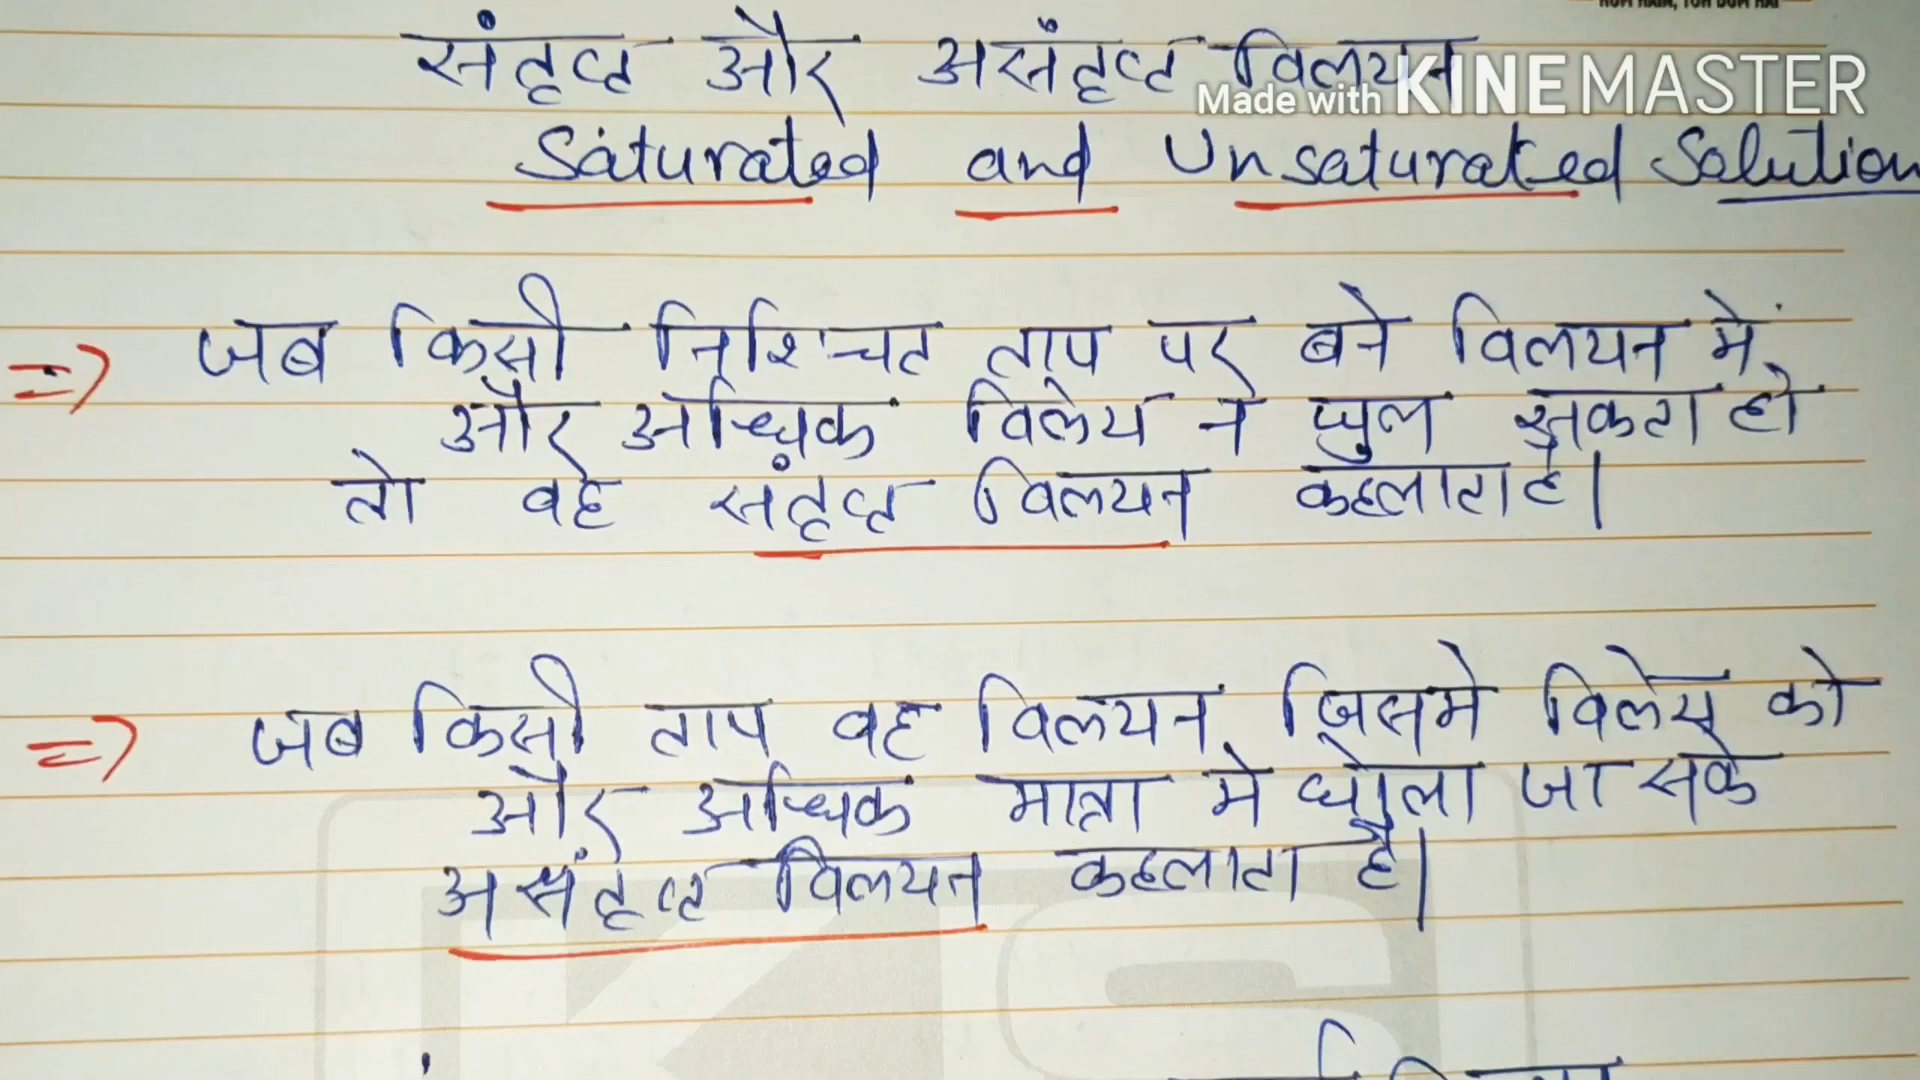 संतृप्त और असंतृप्त विलयन
Made with KINEMASTER
Saturated and Unsaturated Solution
=> जब किसी निश्चित ताप पर बने विलयन में
और अधिक विलेय न घुल सकता हो
तो वह संतृप्त विलयन कहलाता है।
=> जब किसी ताप वह विलयन जिसमे विलेय को
और अधिक मात्रा मे घोला जा सके
असंतृप्त विलयन कहलाता है।